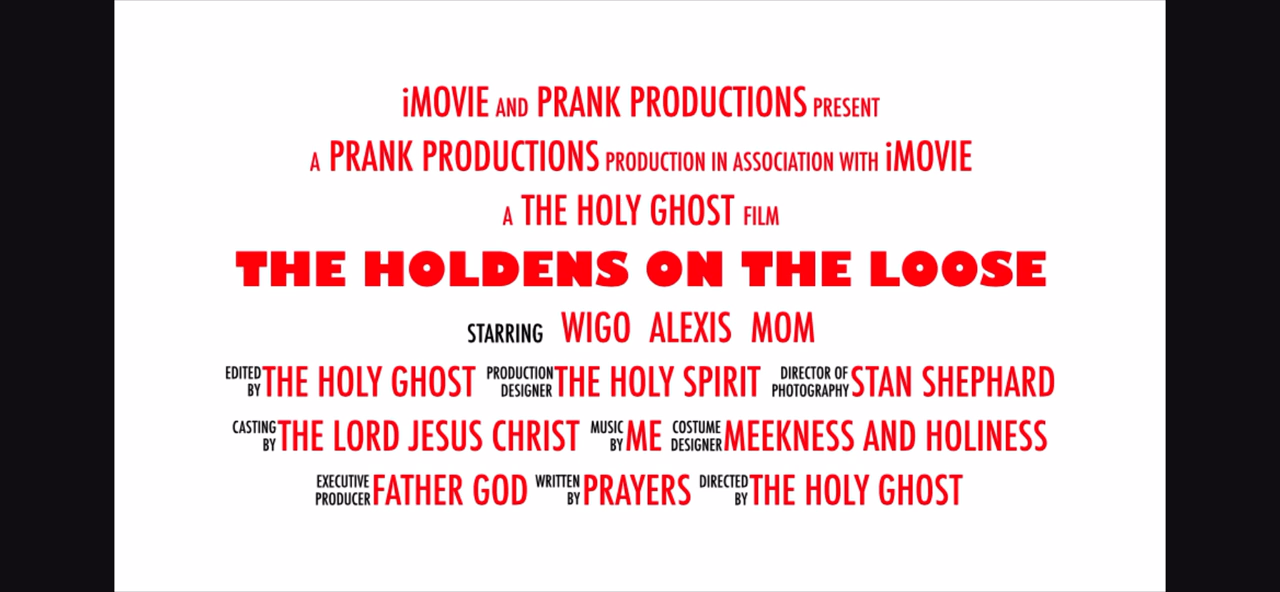 iMOVIE AND PRANK PRODUCTIONS PRESENT
A PRANK PRODUCTIONS PRODUCTION IN ASSOCIATION WITH iMOVIE
A THE HOLY GHOST FILM
THE HOLDENS ON THE LOOSE
STARRING WIGO ALEXIS MOM
EDITED BY THE HOLY GHOST PRODUCTION DESIGNER THE HOLY SPIRIT DIRECTOR OF PHOTOGRAPHY STAN SHEPHARD
CASTING BY THE LORD JESUS CHRIST MUSIC BY ME COSTUME DESIGNER MEEKNESS AND HOLINESS
EXECUTIVE PRODUCER FATHER GOD WRITTEN BY PRAYERS DIRECTED BY THE HOLY GHOST